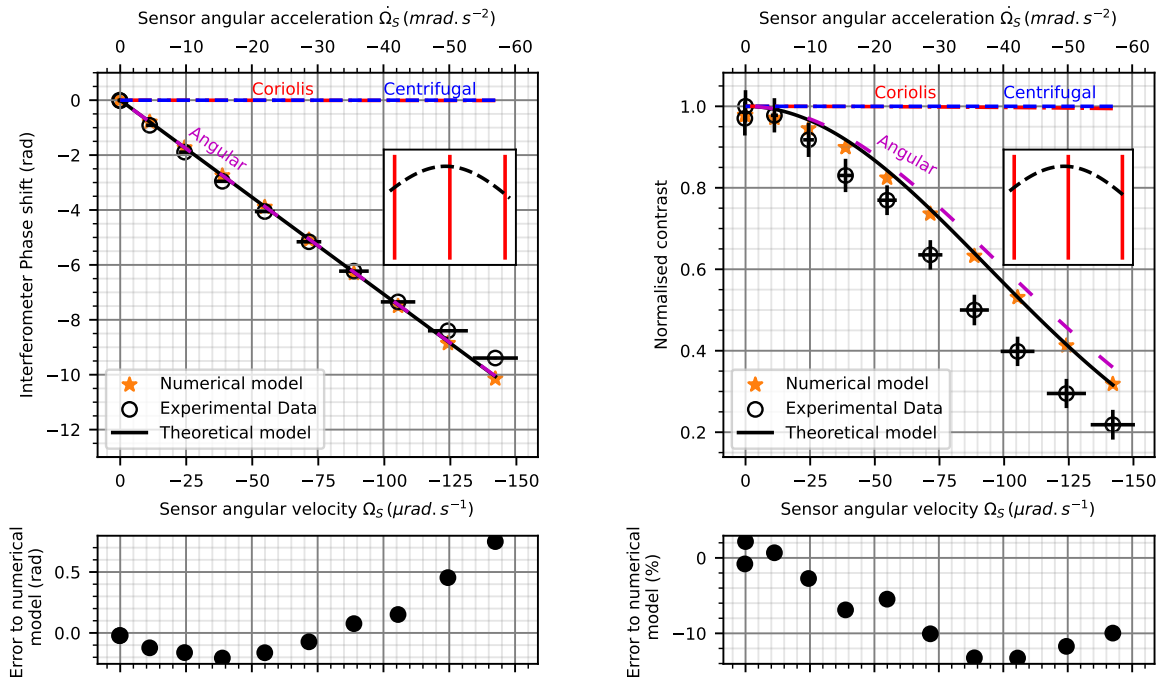 Sensor angular acceleration Ω̇_S (mrad.s⁻²)
0 −10 −20 −30 −40 −50 −60
Interferometer Phase shift (rad)
0
−2
−4
−6
−8
−10
−12
Coriolis
Centrifugal
Angular
Numerical model
Experimental Data
Theoretical model
0 −25 −50 −75 −100 −125 −150
Sensor angular velocity Ω_S (μrad.s⁻¹)
Error to numerical
model (rad)
0.5
0.0
Sensor angular acceleration Ω̇_S (mrad.s⁻²)
0 −10 −20 −30 −40 −50 −60
Normalised contrast
1.0
0.8
0.6
0.4
0.2
Coriolis
Centrifugal
Angular
Numerical model
Experimental Data
Theoretical model
0 −25 −50 −75 −100 −125 −150
Sensor angular velocity Ω_S (μrad.s⁻¹)
Error to numerical
model (%)
0
−10